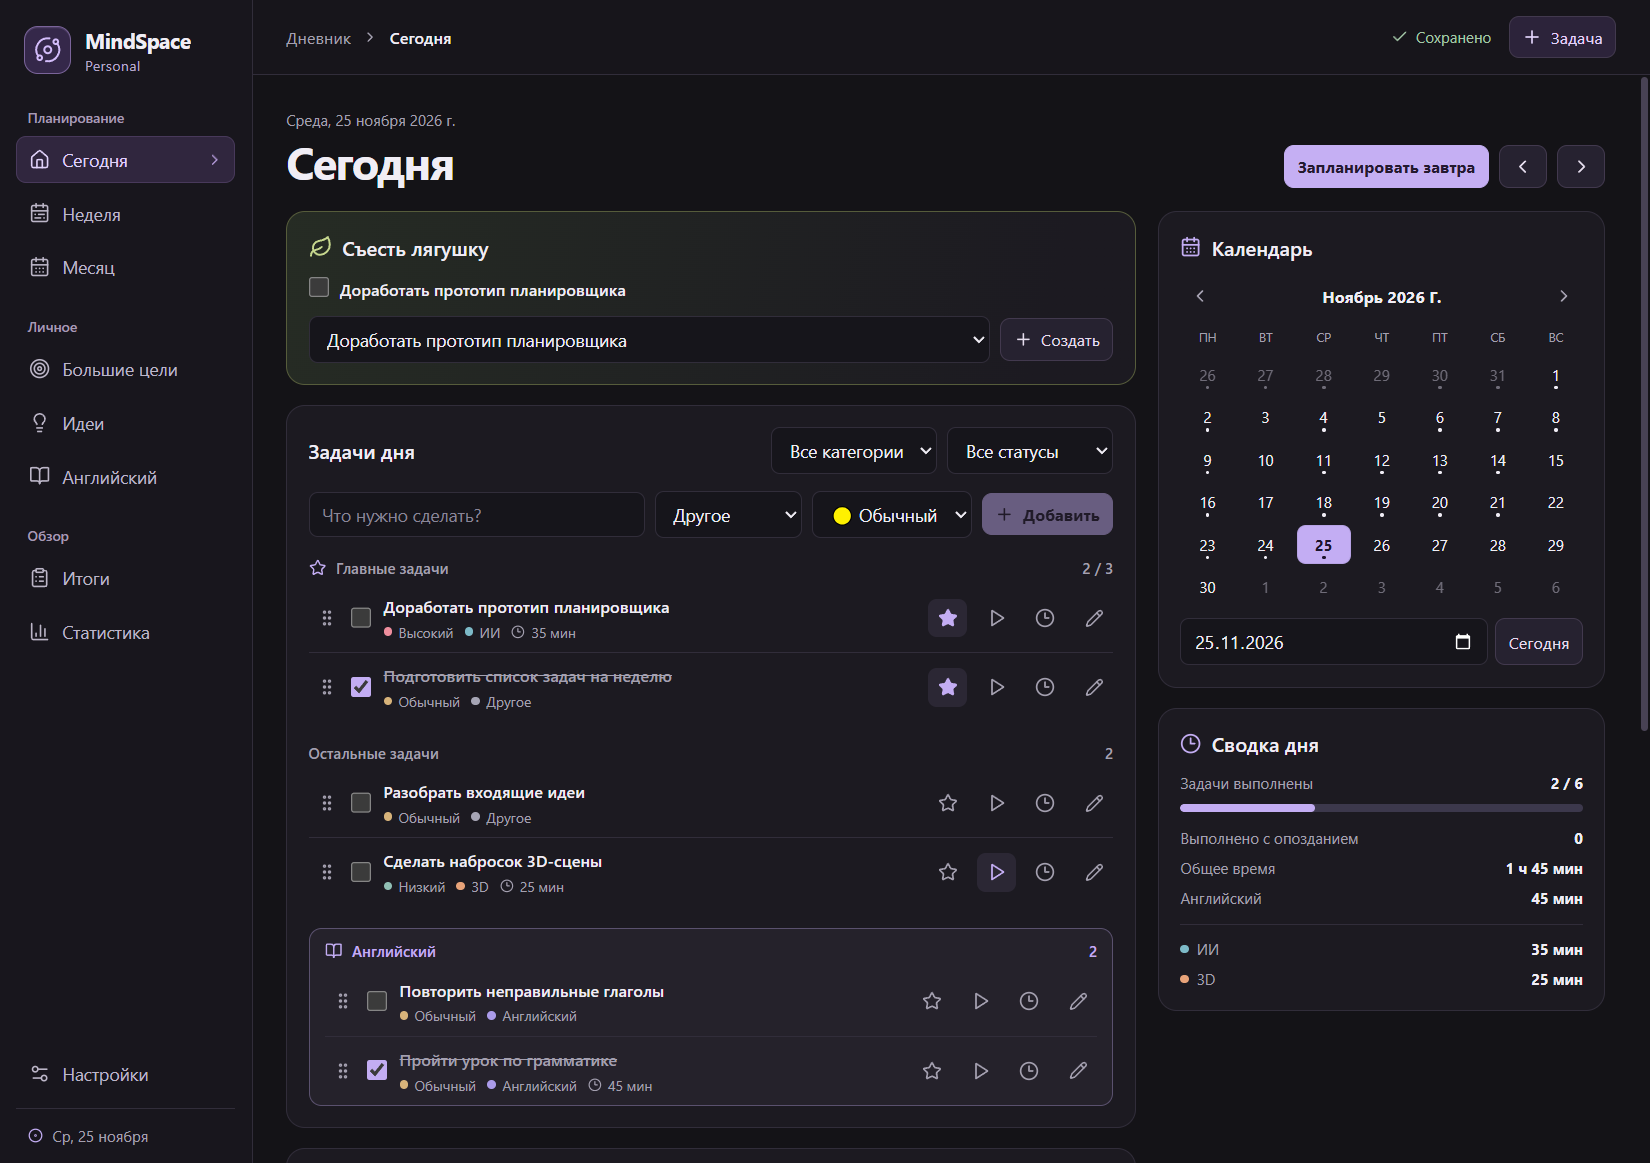 MindSpace
Personal
Планирование
Сегодня
Неделя
Месяц
Личное
Большие цели
Идеи
Английский
Обзор
Итоги
Статистика
Настройки
Ср, 25 ноября
Дневник
Сегодня
Сохранено
Задача
Среда, 25 ноября 2026 г.
Сегодня
Запланировать завтра
Съесть лягушку
Доработать прототип планировщика
Доработать прототип планировщика
Создать
Задачи дня
Все категории
Все статусы
Что нужно сделать?
Другое
Обычный
Добавить
Главные задачи
2 / 3
Доработать прототип планировщика
Высокий ИИ 35 мин
Подготовить список задач на неделю
Обычный Другое
Остальные задачи
2
Разобрать входящие идеи
Обычный Другое
Сделать набросок 3D-сцены
Низкий 3D 25 мин
Английский
2
Повторить неправильные глаголы
Обычный Английский
Пройти урок по грамматике
Обычный Английский 45 мин
Календарь
Ноябрь 2026 Г.
ПН ВТ СР ЧТ ПТ СБ ВС
26 27 28 29 30 31 1
2 3 4 5 6 7 8
9 10 11 12 13 14 15
16 17 18 19 20 21 22
23 24 25 26 27 28 29
30 1 2 3 4 5 6
25.11.2026
Сегодня
Сводка дня
Задачи выполнены 2 / 6
Выполнено с опозданием 0
Общее время 1 ч 45 мин
Английский 45 мин
ИИ 35 мин
3D 25 мин